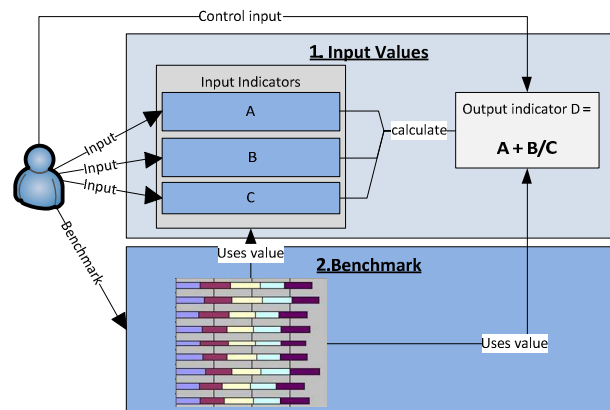 Control input
1. Input Values
Input Indicators
A
B
C
Input
Input
Input
calculate
Output indicator D =
A + B/C
Benchmark
Uses value
2.Benchmark
Uses value